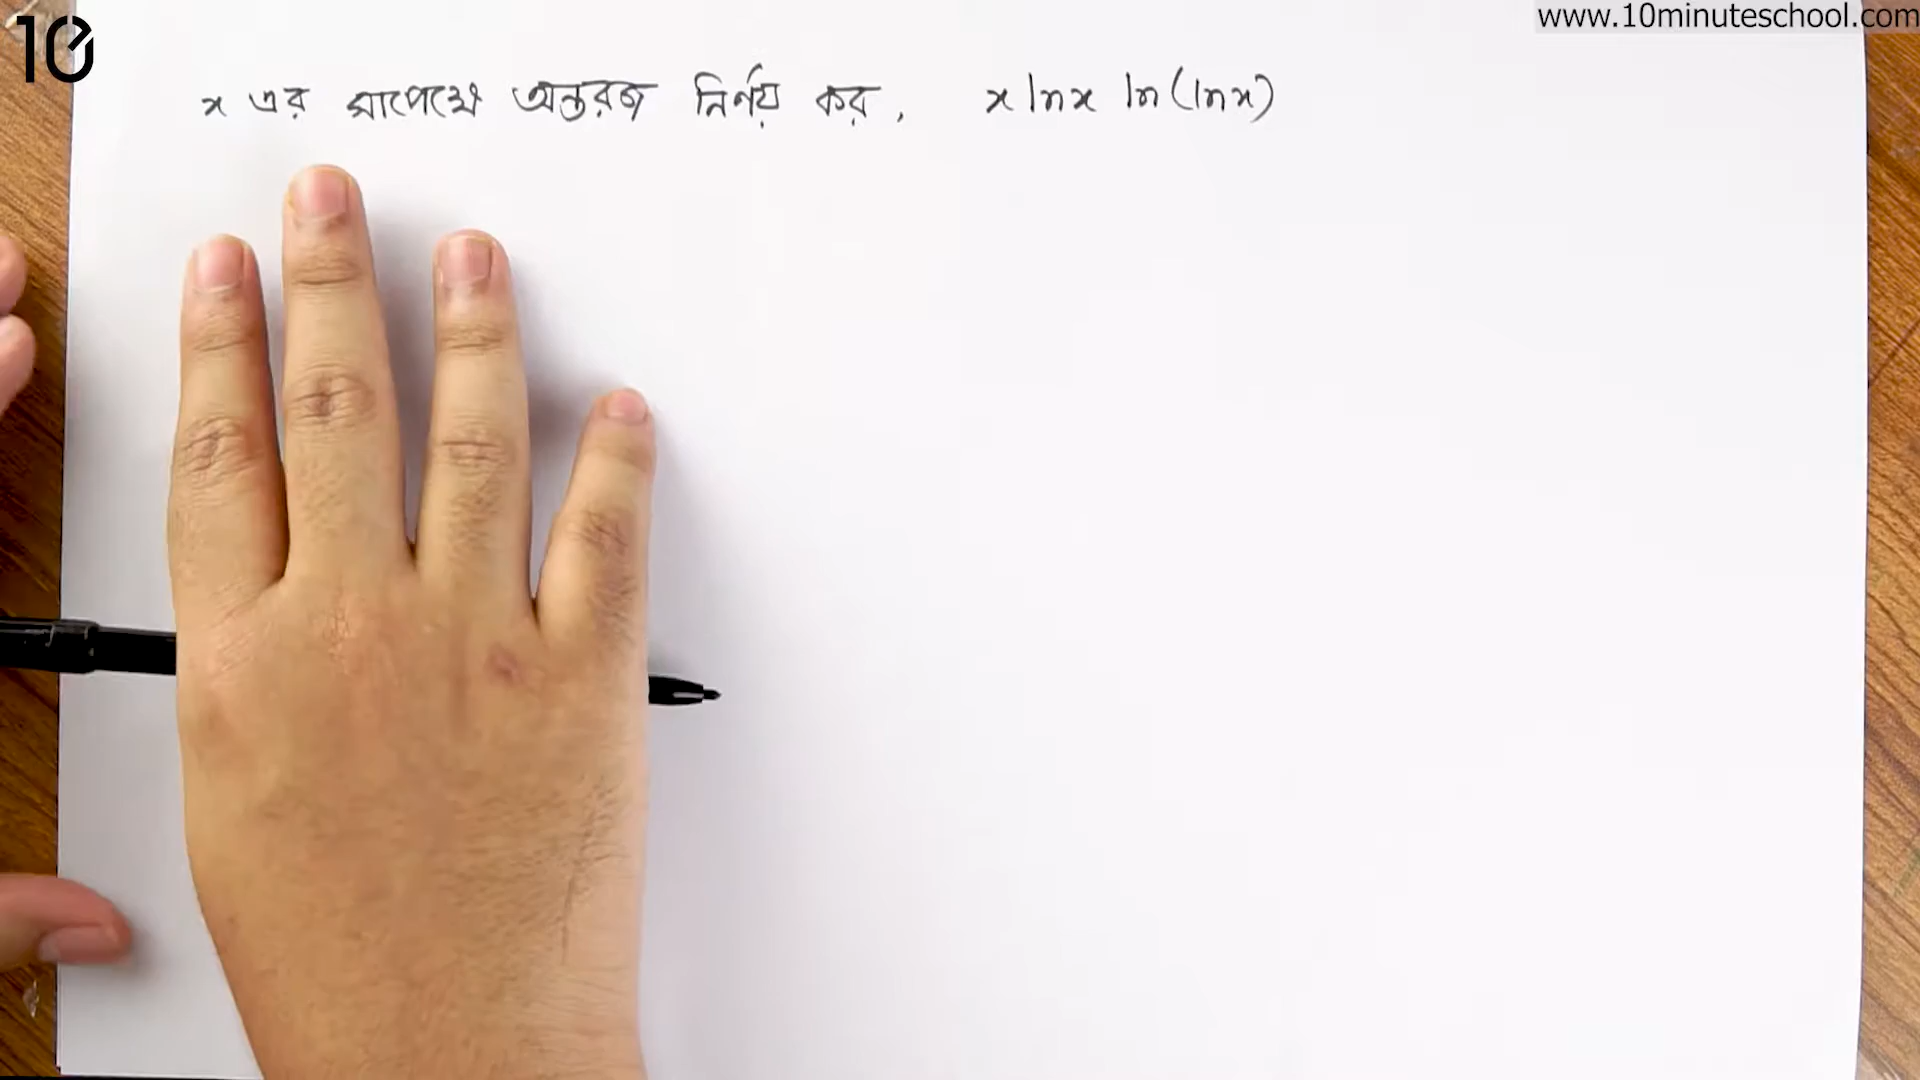 10
www.10minuteschool.com
x এর সাপেক্ষে অন্তরজ নির্ণয় কর, x lnx ln(lnx)